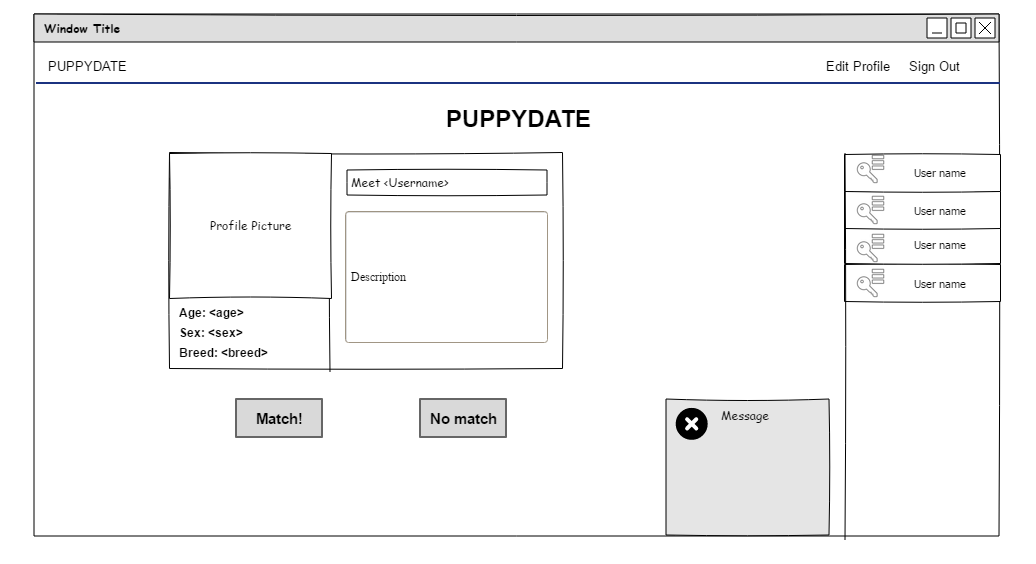 Window Title
PUPPYDATE
Edit Profile
Sign Out
PUPPYDATE
Profile Picture
Meet <Username>
Description
Age: <age>
Sex: <sex>
Breed: <breed>
Match!
No match
Message
User name
User name
User name
User name